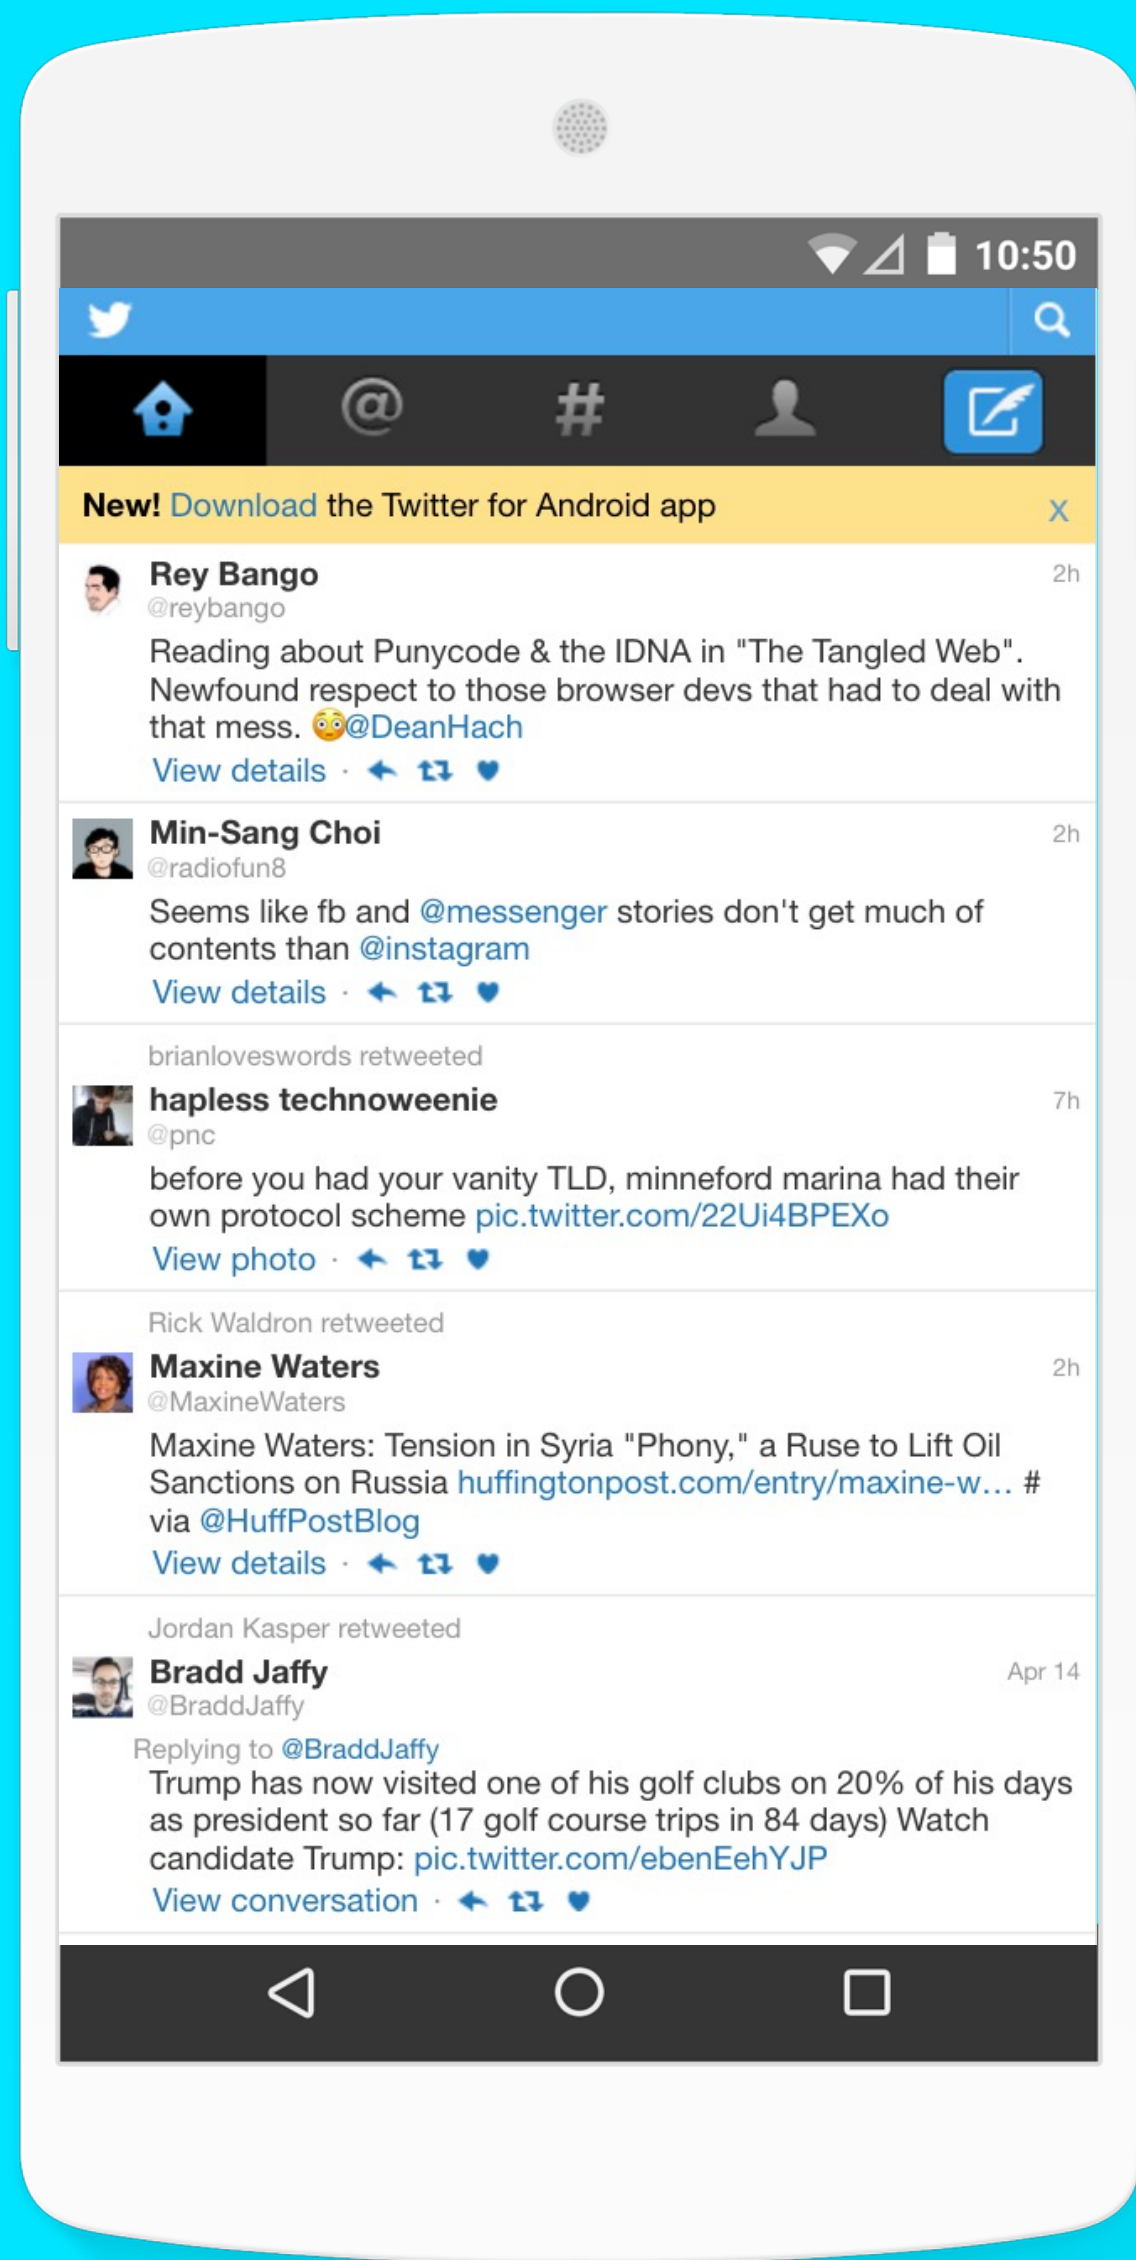 10:50
New! Download the Twitter for Android app x
Rey Bango 2h
@reybango
Reading about Punycode & the IDNA in "The Tangled Web".
Newfound respect to those browser devs that had to deal with
that mess. 😳@DeanHach
View details ·
Min-Sang Choi 2h
@radiofun8
Seems like fb and @messenger stories don't get much of
contents than @instagram
View details ·
brianloveswords retweeted
hapless technoweenie 7h
@pnc
before you had your vanity TLD, minneford marina had their
own protocol scheme pic.twitter.com/22Ui4BPEXo
View photo ·
Rick Waldron retweeted
Maxine Waters 2h
@MaxineWaters
Maxine Waters: Tension in Syria "Phony," a Ruse to Lift Oil
Sanctions on Russia huffingtonpost.com/entry/maxine-w… #
via @HuffPostBlog
View details ·
Jordan Kasper retweeted
Bradd Jaffy Apr 14
@BraddJaffy
Replying to @BraddJaffy
Trump has now visited one of his golf clubs on 20% of his days
as president so far (17 golf course trips in 84 days) Watch
candidate Trump: pic.twitter.com/ebenEehYJP
View conversation ·